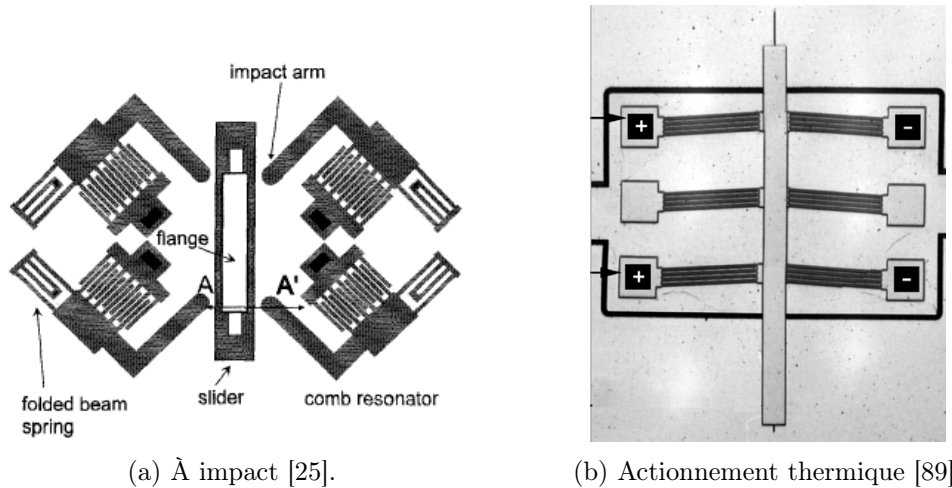 impact arm
flange
A
A'
slider
folded beam
spring
comb resonator
+
-
+
-
(a) À impact [25].
(b) Actionnement thermique [89]